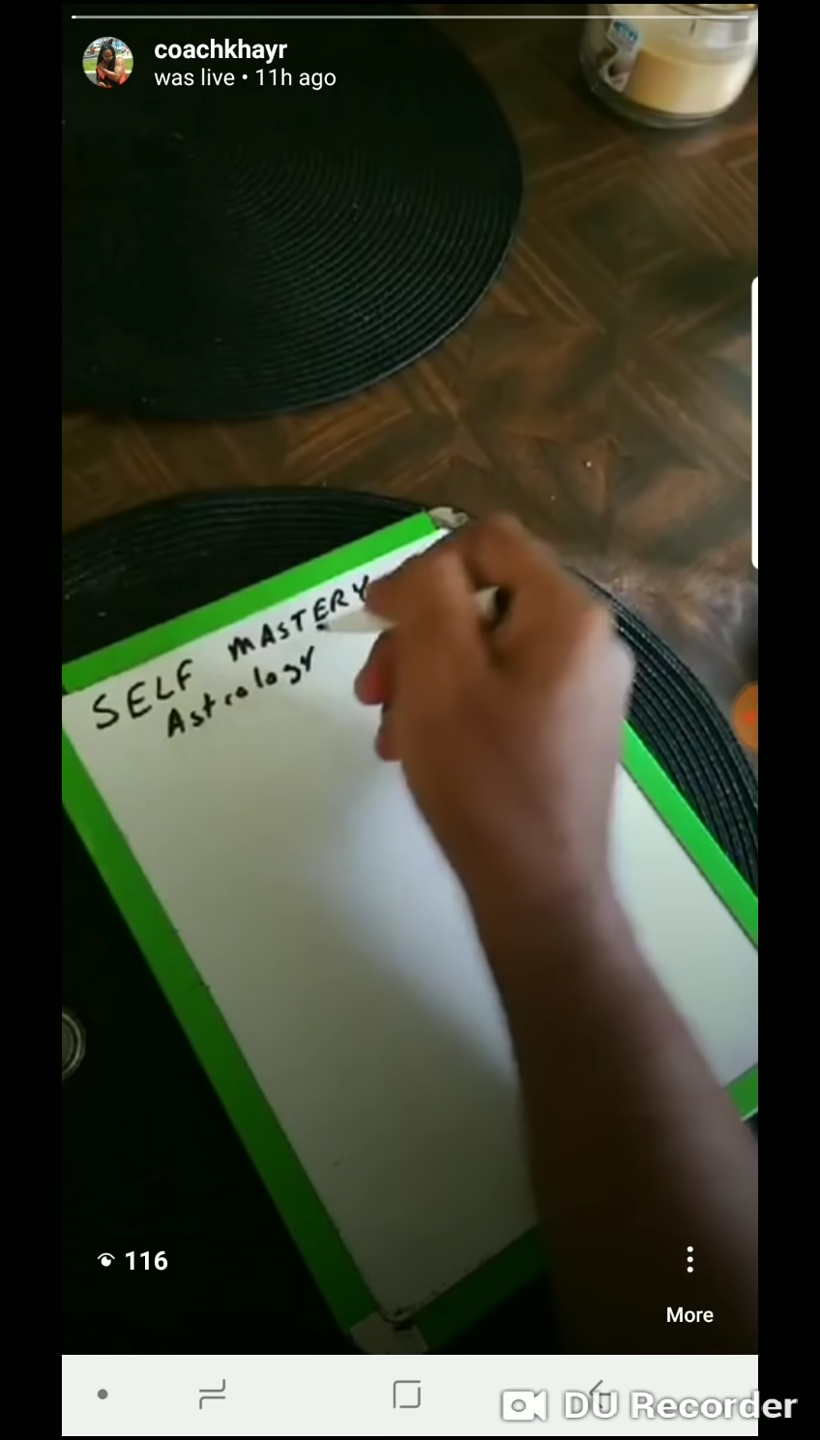 coachkhayr
was live • 11h ago
SELF MASTERY
Astrology
116
More
DU Recorder